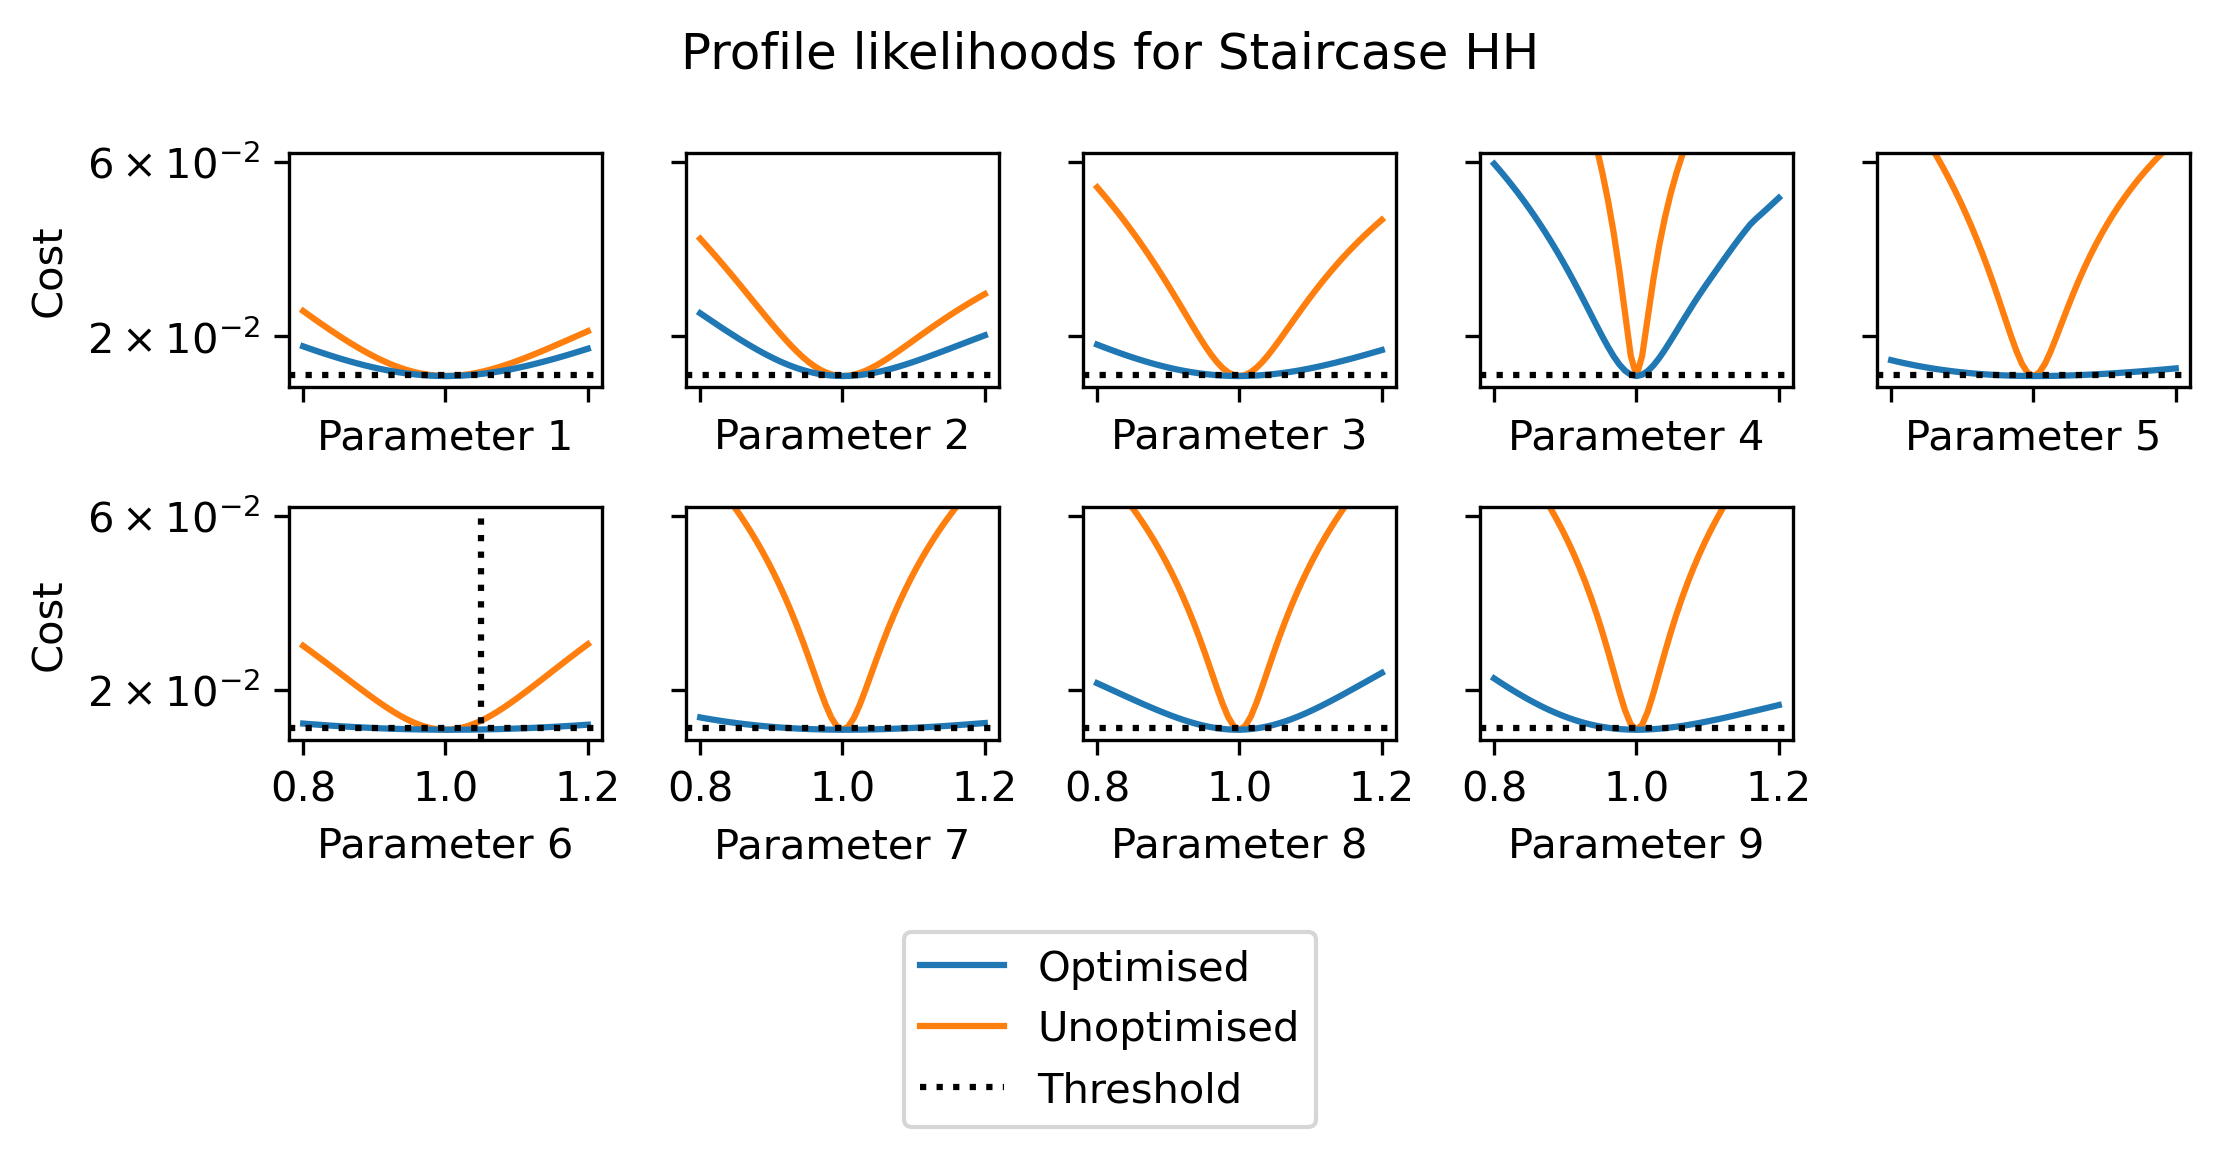 Profile likelihoods for Staircase HH
6 × 10⁻²
Cost
2 × 10⁻²
Parameter 1
Parameter 2
Parameter 3
Parameter 4
Parameter 5
6 × 10⁻²
Cost
2 × 10⁻²
0.8 1.0 1.2
0.8 1.0 1.2
0.8 1.0 1.2
0.8 1.0 1.2
Parameter 6
Parameter 7
Parameter 8
Parameter 9
Optimised
Unoptimised
Threshold